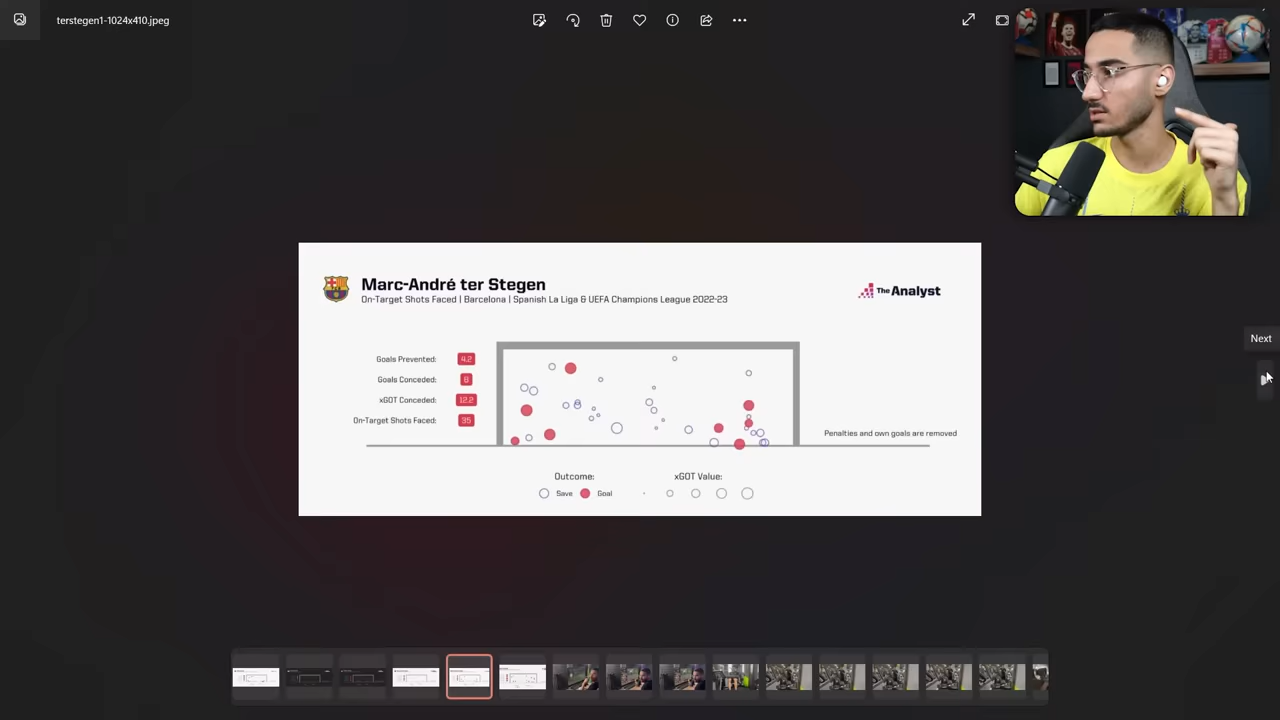 terstegen1-1024x410.jpeg
Marc-André ter Stegen
On-Target Shots Faced | Barcelona | Spanish La Liga & UEFA Champions League 2022-23
The Analyst
Next
Goals Prevented: 4.2
Goals Conceded: 8
xGOT Conceded: 12.2
On-Target Shots Faced: 35
Penalties and own goals are removed
Outcome: xGOT Value:
Save Goal